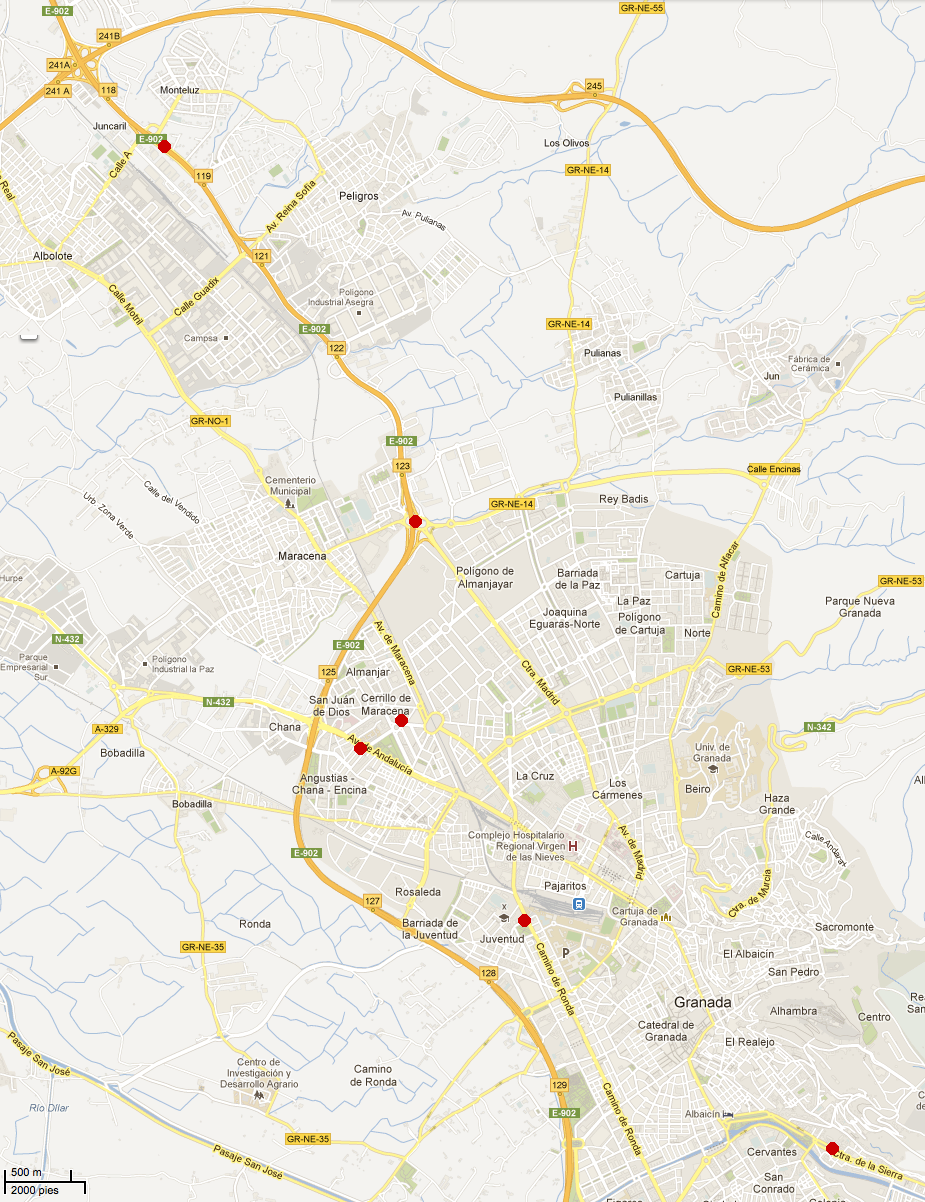 E-902
GR-NE-55
241B
241A
241 A
118
Monteluz
245
Juncaril
E-902
Los Olivos
Calle A
GR-NE-14
119
Real
Av. Reina Sofía
Peligros
Av. Pulianas
Albolote
121
Calle Motril
Calle Guadix
Polígono
Industrial Asegra
E-902
GR-NE-14
Campsa
122
Pulianas
Fábrica de
Cerámica
Jun
Pulianillas
GR-NO-1
E-902
123
Calle Encinas
Cementerio
Municipal
Calle del Vendido
Urb. Zona Verde
GR-NE-14
Rey Badis
Maracena
Polígono de
Almanjayar
Barriada
de la Paz
Cartuja
Camino de Alfacar
Hurpe
GR-NE-53
La Paz
Parque Nueva
Granada
Joaquina
Eguaras-Norte
Polígono
de Cartuja
Norte
N-432
Av. de Maracena
E-902
Parque
Empresarial
Sur
Polígono
Industrial la Paz
125
Almanjar
Ctra. Madrid
GR-NE-53
N-432
San Juán
de Dios
Cerrillo de
Maracena
A-329
Chana
N-342
Bobadilla
Av. de Andalucía
Univ. de
Granada
A-92G
Angustias -
Chana - Encina
La Cruz
Los
Cármenes
Beiro
Haza
Grande
Bobadilla
Complejo Hospitalario
Regional Virgen
de las Nieves
H
Av. de Madrid
Calle Andarax
E-902
Rosaleda
Pajaritos
Ctra. de Murcia
127
x
Cartuja de
Granada
Ronda
Barriada de
la Juventud
Juventud
Sacromonte
GR-NE-35
P
El Albaicín
128
Camino de Ronda
San Pedro
Granada
Alhambra
Centro
Catedral de
Granada
El Realejo
Pasaje San José
Centro de
Investigación y
Desarrollo Agrario
Camino
de Ronda
129
Río Dílar
E-902
Camino de Ronda
Albaicín
GR-NE-35
Pasaje San José
Cervantes
Ctra. de la Sierra
500 m
2000 pies
San
Conrado